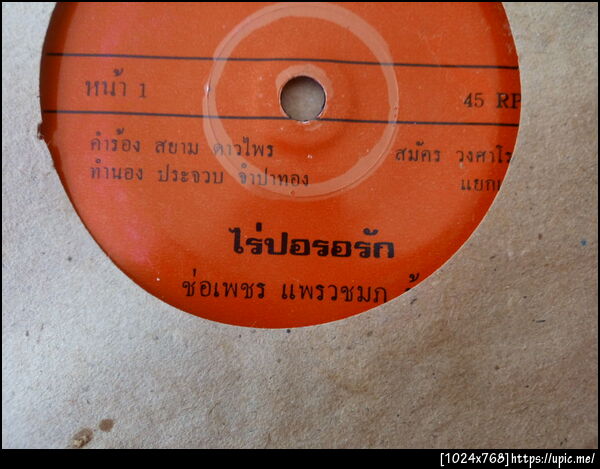 หน้า 1
45 RP
คำร้อง สยาม ดาวไพร
สมัคร วงศาโร
ทำนอง ประจวบ จำปาทอง
แยกเ
ไร่ปอรอรัก
ช่อเพชร แพรวชมภ
[1024x768]https://upic.me/